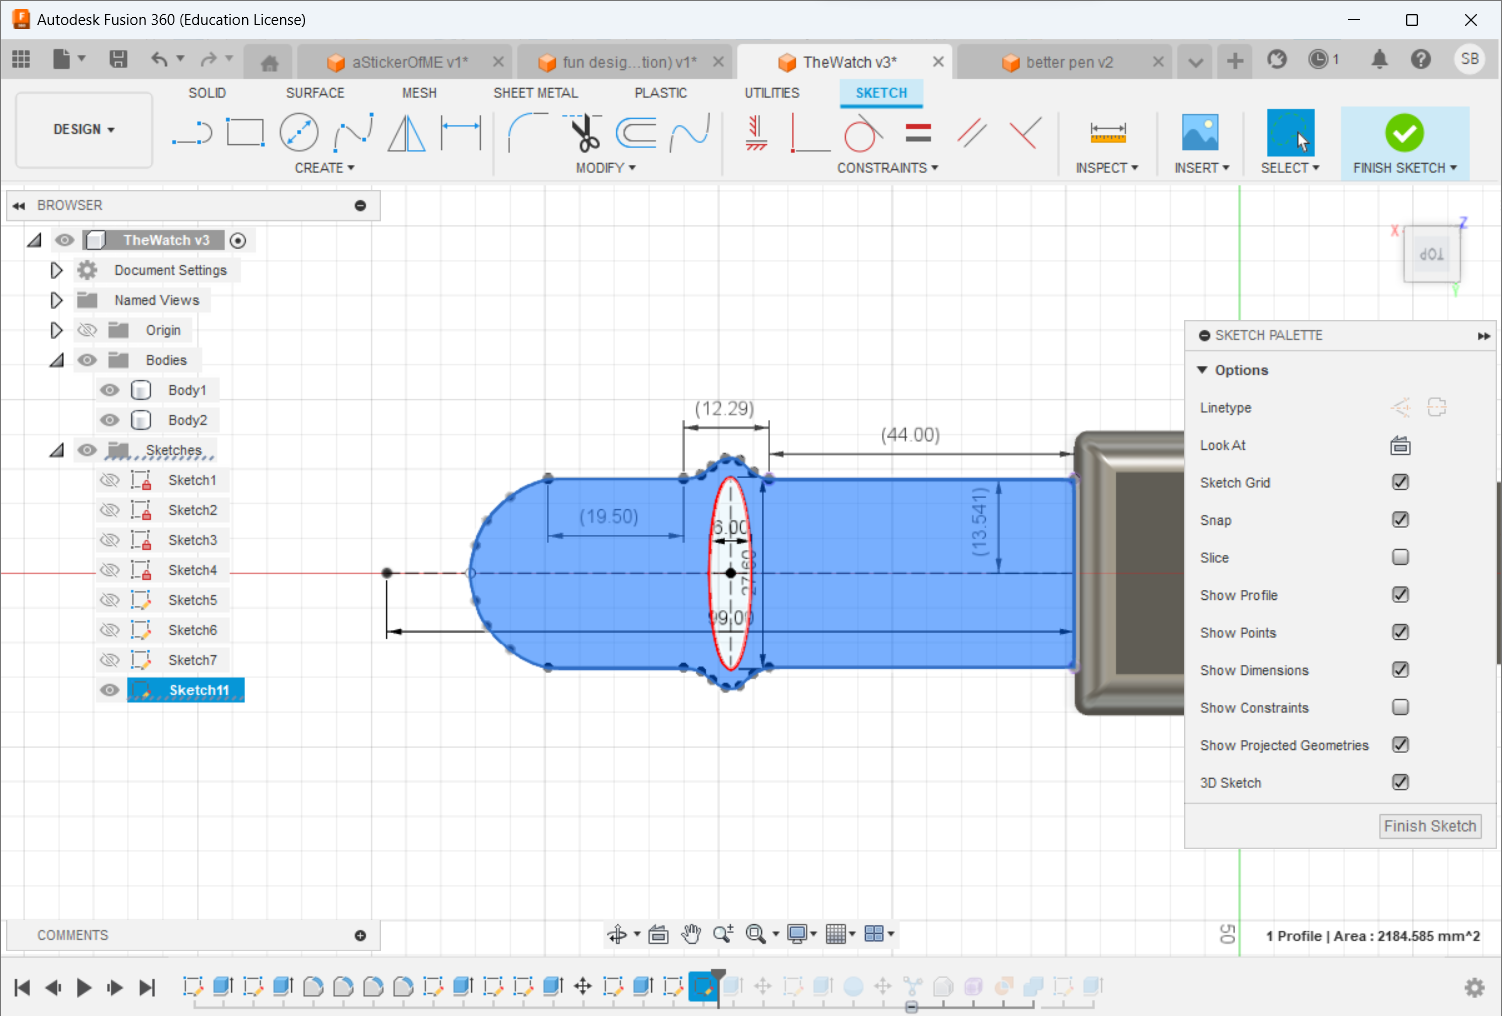 Autodesk Fusion 360 (Education License)
aStickerOfME v1*
fun desig...tion) v1*
TheWatch v3*
better pen v2
1
SB
SOLID
SURFACE
MESH
SHEET METAL
PLASTIC
UTILITIES
SKETCH
DESIGN
CREATE
MODIFY
CONSTRAINTS
INSPECT
INSERT
SELECT
FINISH SKETCH
BROWSER
TheWatch v3
Document Settings
Named Views
Origin
Bodies
Body1
Body2
Sketches
Sketch1
Sketch2
Sketch3
Sketch4
Sketch5
Sketch6
Sketch7
Sketch11
(12.29)
(44.00)
(19.50)
6.00
27.60
(13.541)
99.00
X
Z
TOP
Y
SKETCH PALETTE
Options
Linetype
Look At
Sketch Grid
Snap
Slice
Show Profile
Show Points
Show Dimensions
Show Constraints
Show Projected Geometries
3D Sketch
Finish Sketch
COMMENTS
50
1 Profile | Area : 2184.585 mm^2